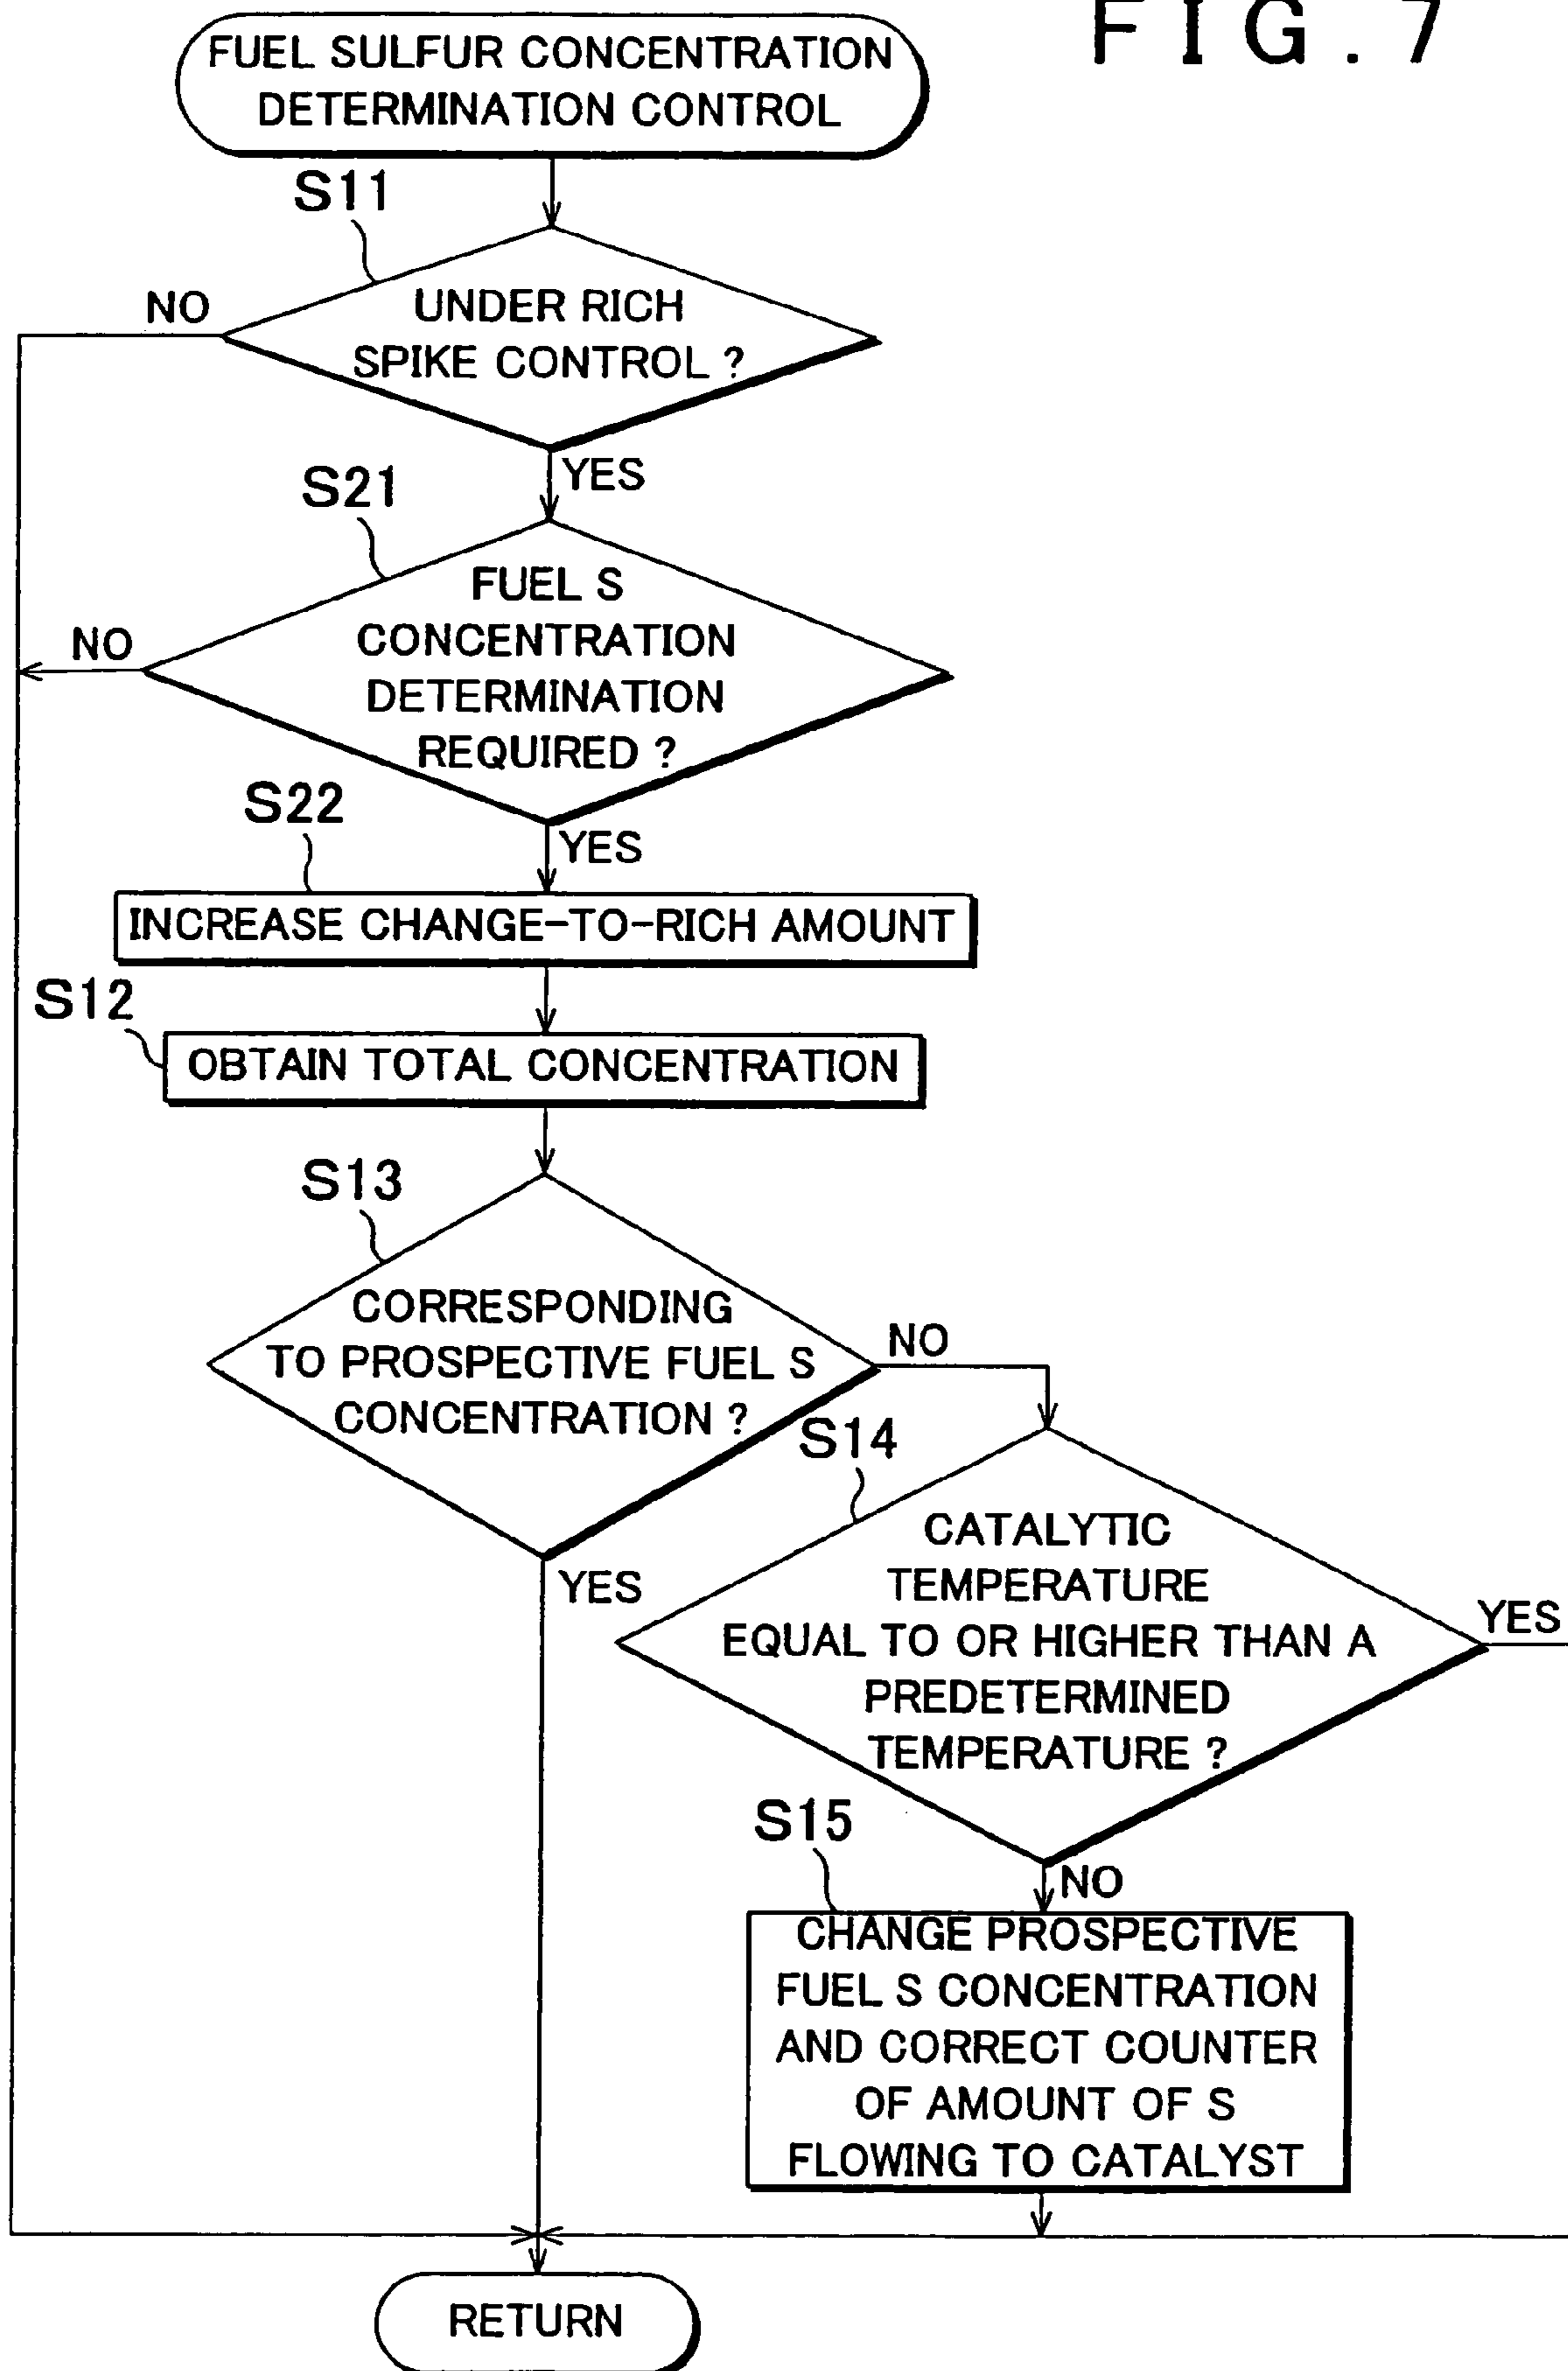 FIG.7
FUEL SULFUR CONCENTRATION
DETERMINATION CONTROL
S11
UNDER RICH
SPIKE CONTROL ?
NO
YES
S21
FUEL S
CONCENTRATION
DETERMINATION
REQUIRED ?
NO
YES
S22
INCREASE CHANGE-TO-RICH AMOUNT
S12
OBTAIN TOTAL CONCENTRATION
S13
CORRESPONDING
TO PROSPECTIVE FUEL S
CONCENTRATION ?
NO
YES
S14
CATALYTIC
TEMPERATURE
EQUAL TO OR HIGHER THAN A
PREDETERMINED
TEMPERATURE ?
YES
NO
S15
CHANGE PROSPECTIVE
FUEL S CONCENTRATION
AND CORRECT COUNTER
OF AMOUNT OF S
FLOWING TO CATALYST
RETURN